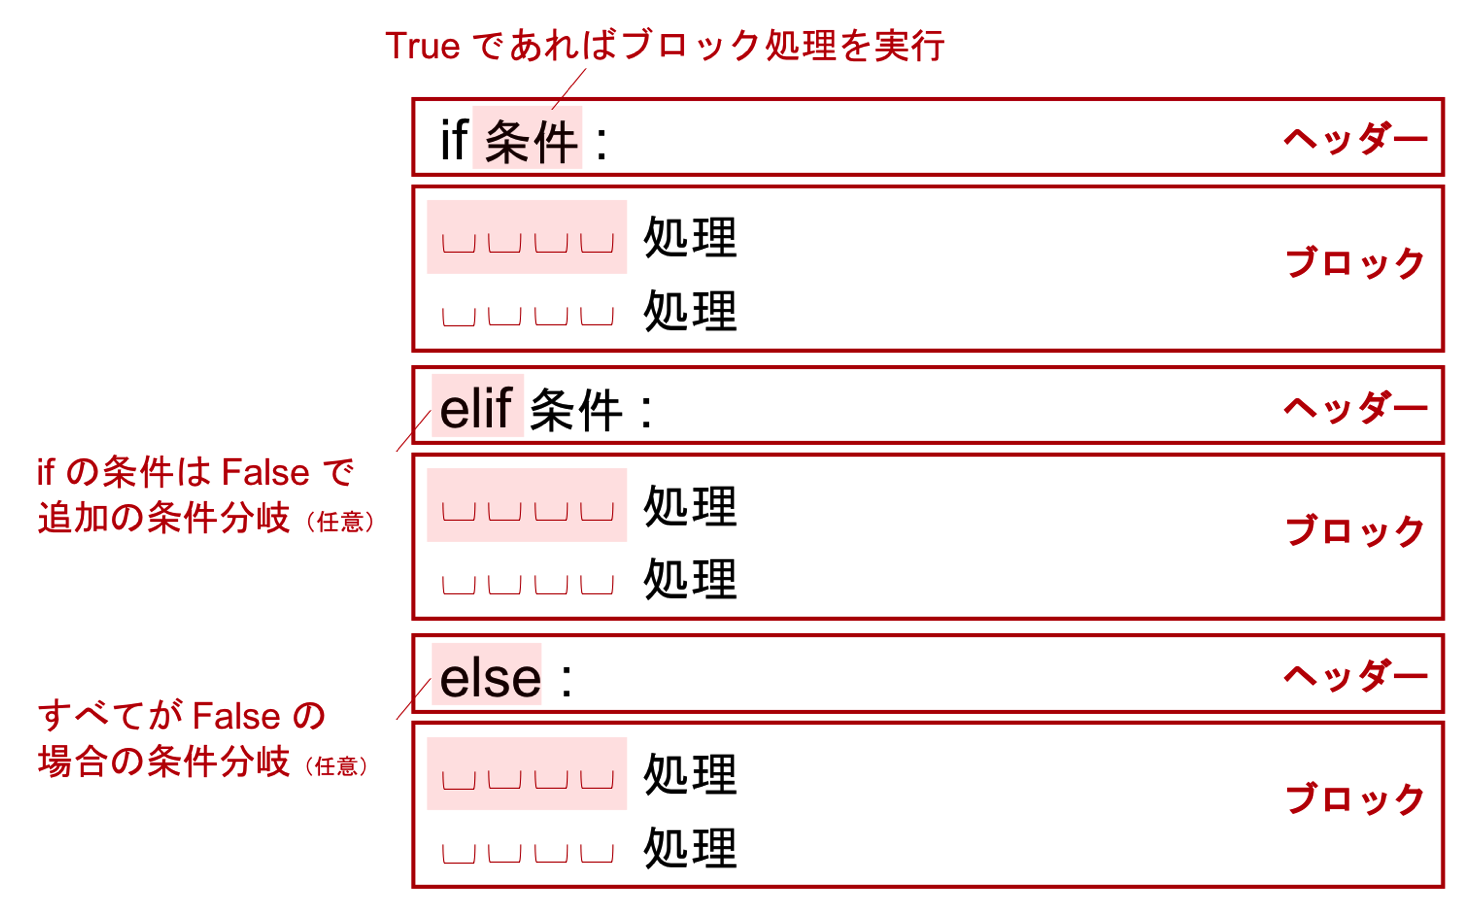 True であればブロック処理を実行
if 条件 : ヘッダー
処理 ブロック
処理
elif 条件 : ヘッダー
if の条件は False で
追加の条件分岐（任意）
処理 ブロック
処理
else : ヘッダー
すべてが False の
場合の条件分岐（任意）
処理 ブロック
処理